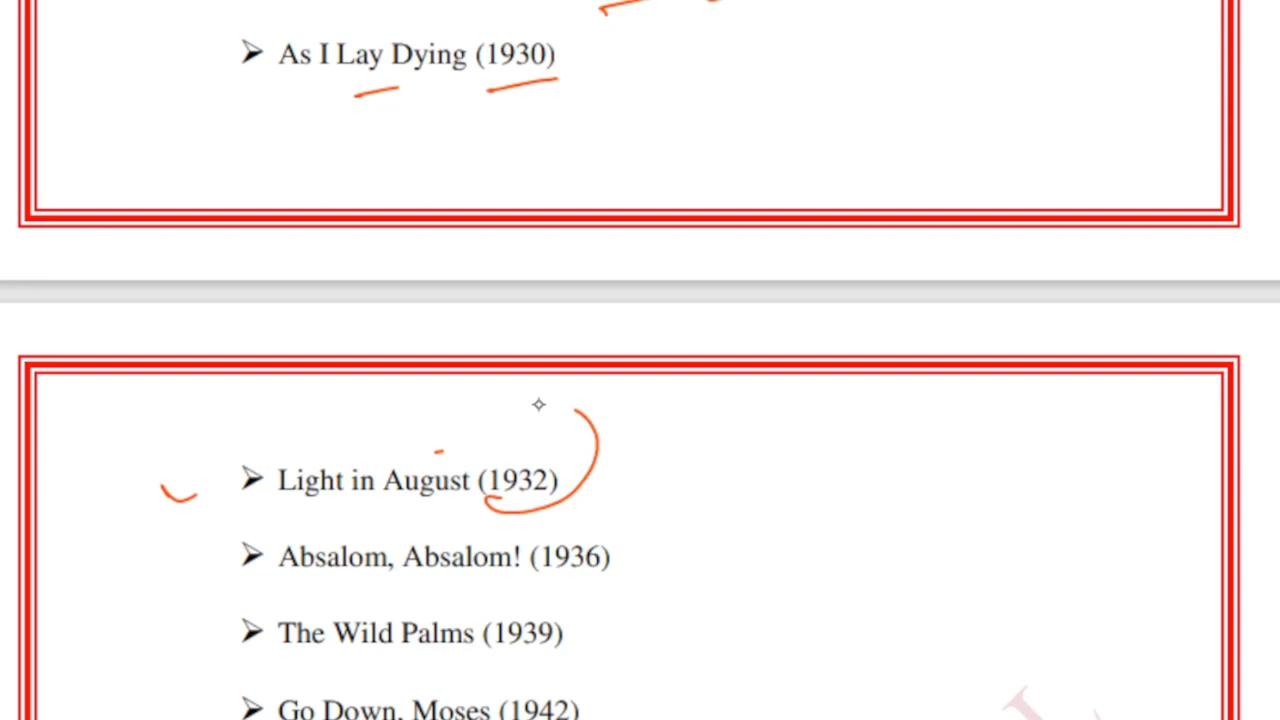 ➤ As I Lay Dying (1930)
➤ Light in August (1932)
➤ Absalom, Absalom! (1936)
➤ The Wild Palms (1939)
➤ Go Down, Moses (1942)